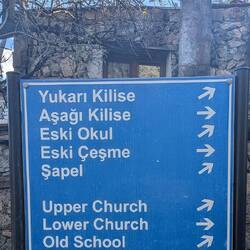 Yukarı Kilise ↗
Aşağı Kilise →
Eski Okul ↗
Eski Çeşme ↗
Şapel ↗
Upper Church ↗
Lower Church →
Old School ↗